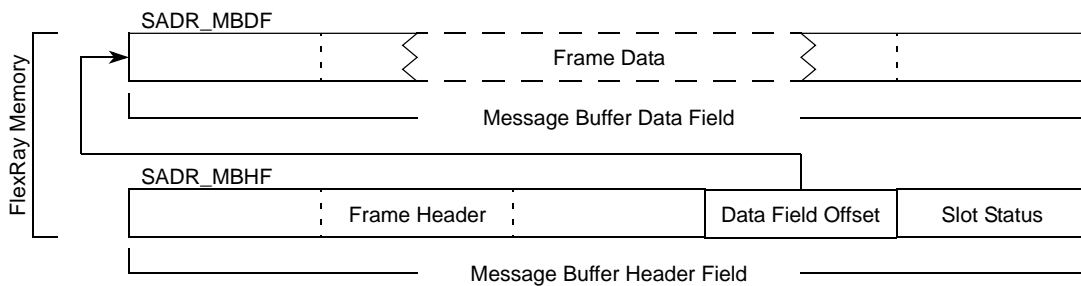 SADR_MBDF
Frame Data
Message Buffer Data Field
FlexRay Memory
SADR_MBHF
Frame Header
Data Field Offset
Slot Status
Message Buffer Header Field